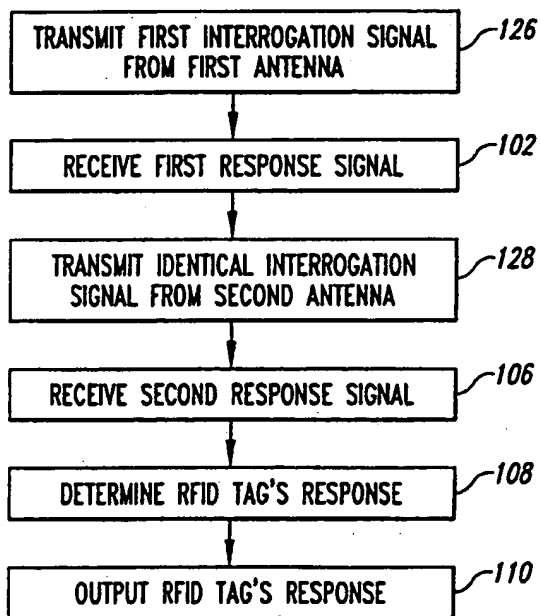 TRANSMIT FIRST INTERROGATION SIGNAL
FROM FIRST ANTENNA
126
RECEIVE FIRST RESPONSE SIGNAL
102
TRANSMIT IDENTICAL INTERROGATION
SIGNAL FROM SECOND ANTENNA
128
RECEIVE SECOND RESPONSE SIGNAL
106
DETERMINE RFID TAG'S RESPONSE
108
OUTPUT RFID TAG'S RESPONSE
110